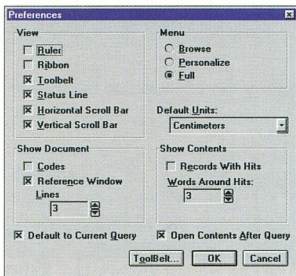 Preferences
View
Ruler
Ribbon
Toolbelt
Status Line
Horizontal Scroll Bar
Vertical Scroll Bar
Menu
Browse
Personalize
Full
Default Units:
Centimeters
Show Document
Codes
Reference Window
Lines
3
Show Contents
Records With Hits
Words Around Hits:
3
Default to Current Query
Open Contents After Query
ToolBelt...
OK
Cancel